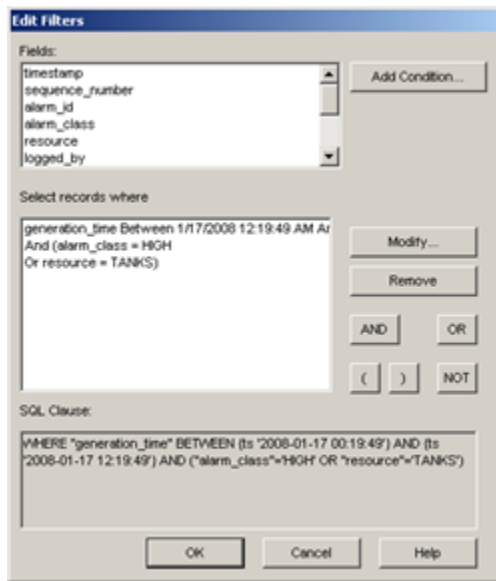 Edit Filters
Fields:
timestamp
sequence_number
alarm_id
alarm_class
resource
logged_by
Add Condition...
Select records where
generation_time Between 1/17/2008 12:19:49 AM Ar
And (alarm_class = HIGH
Or resource = TANKS)
Modify...
Remove
AND
OR
(
)
NOT
SQL Clause:
WHERE "generation_time" BETWEEN {ts '2008-01-17 00:19:49'} AND {ts
'2008-01-17 12:19:49'} AND ("alarm_class"='HIGH' OR "resource"='TANKS')
OK
Cancel
Help